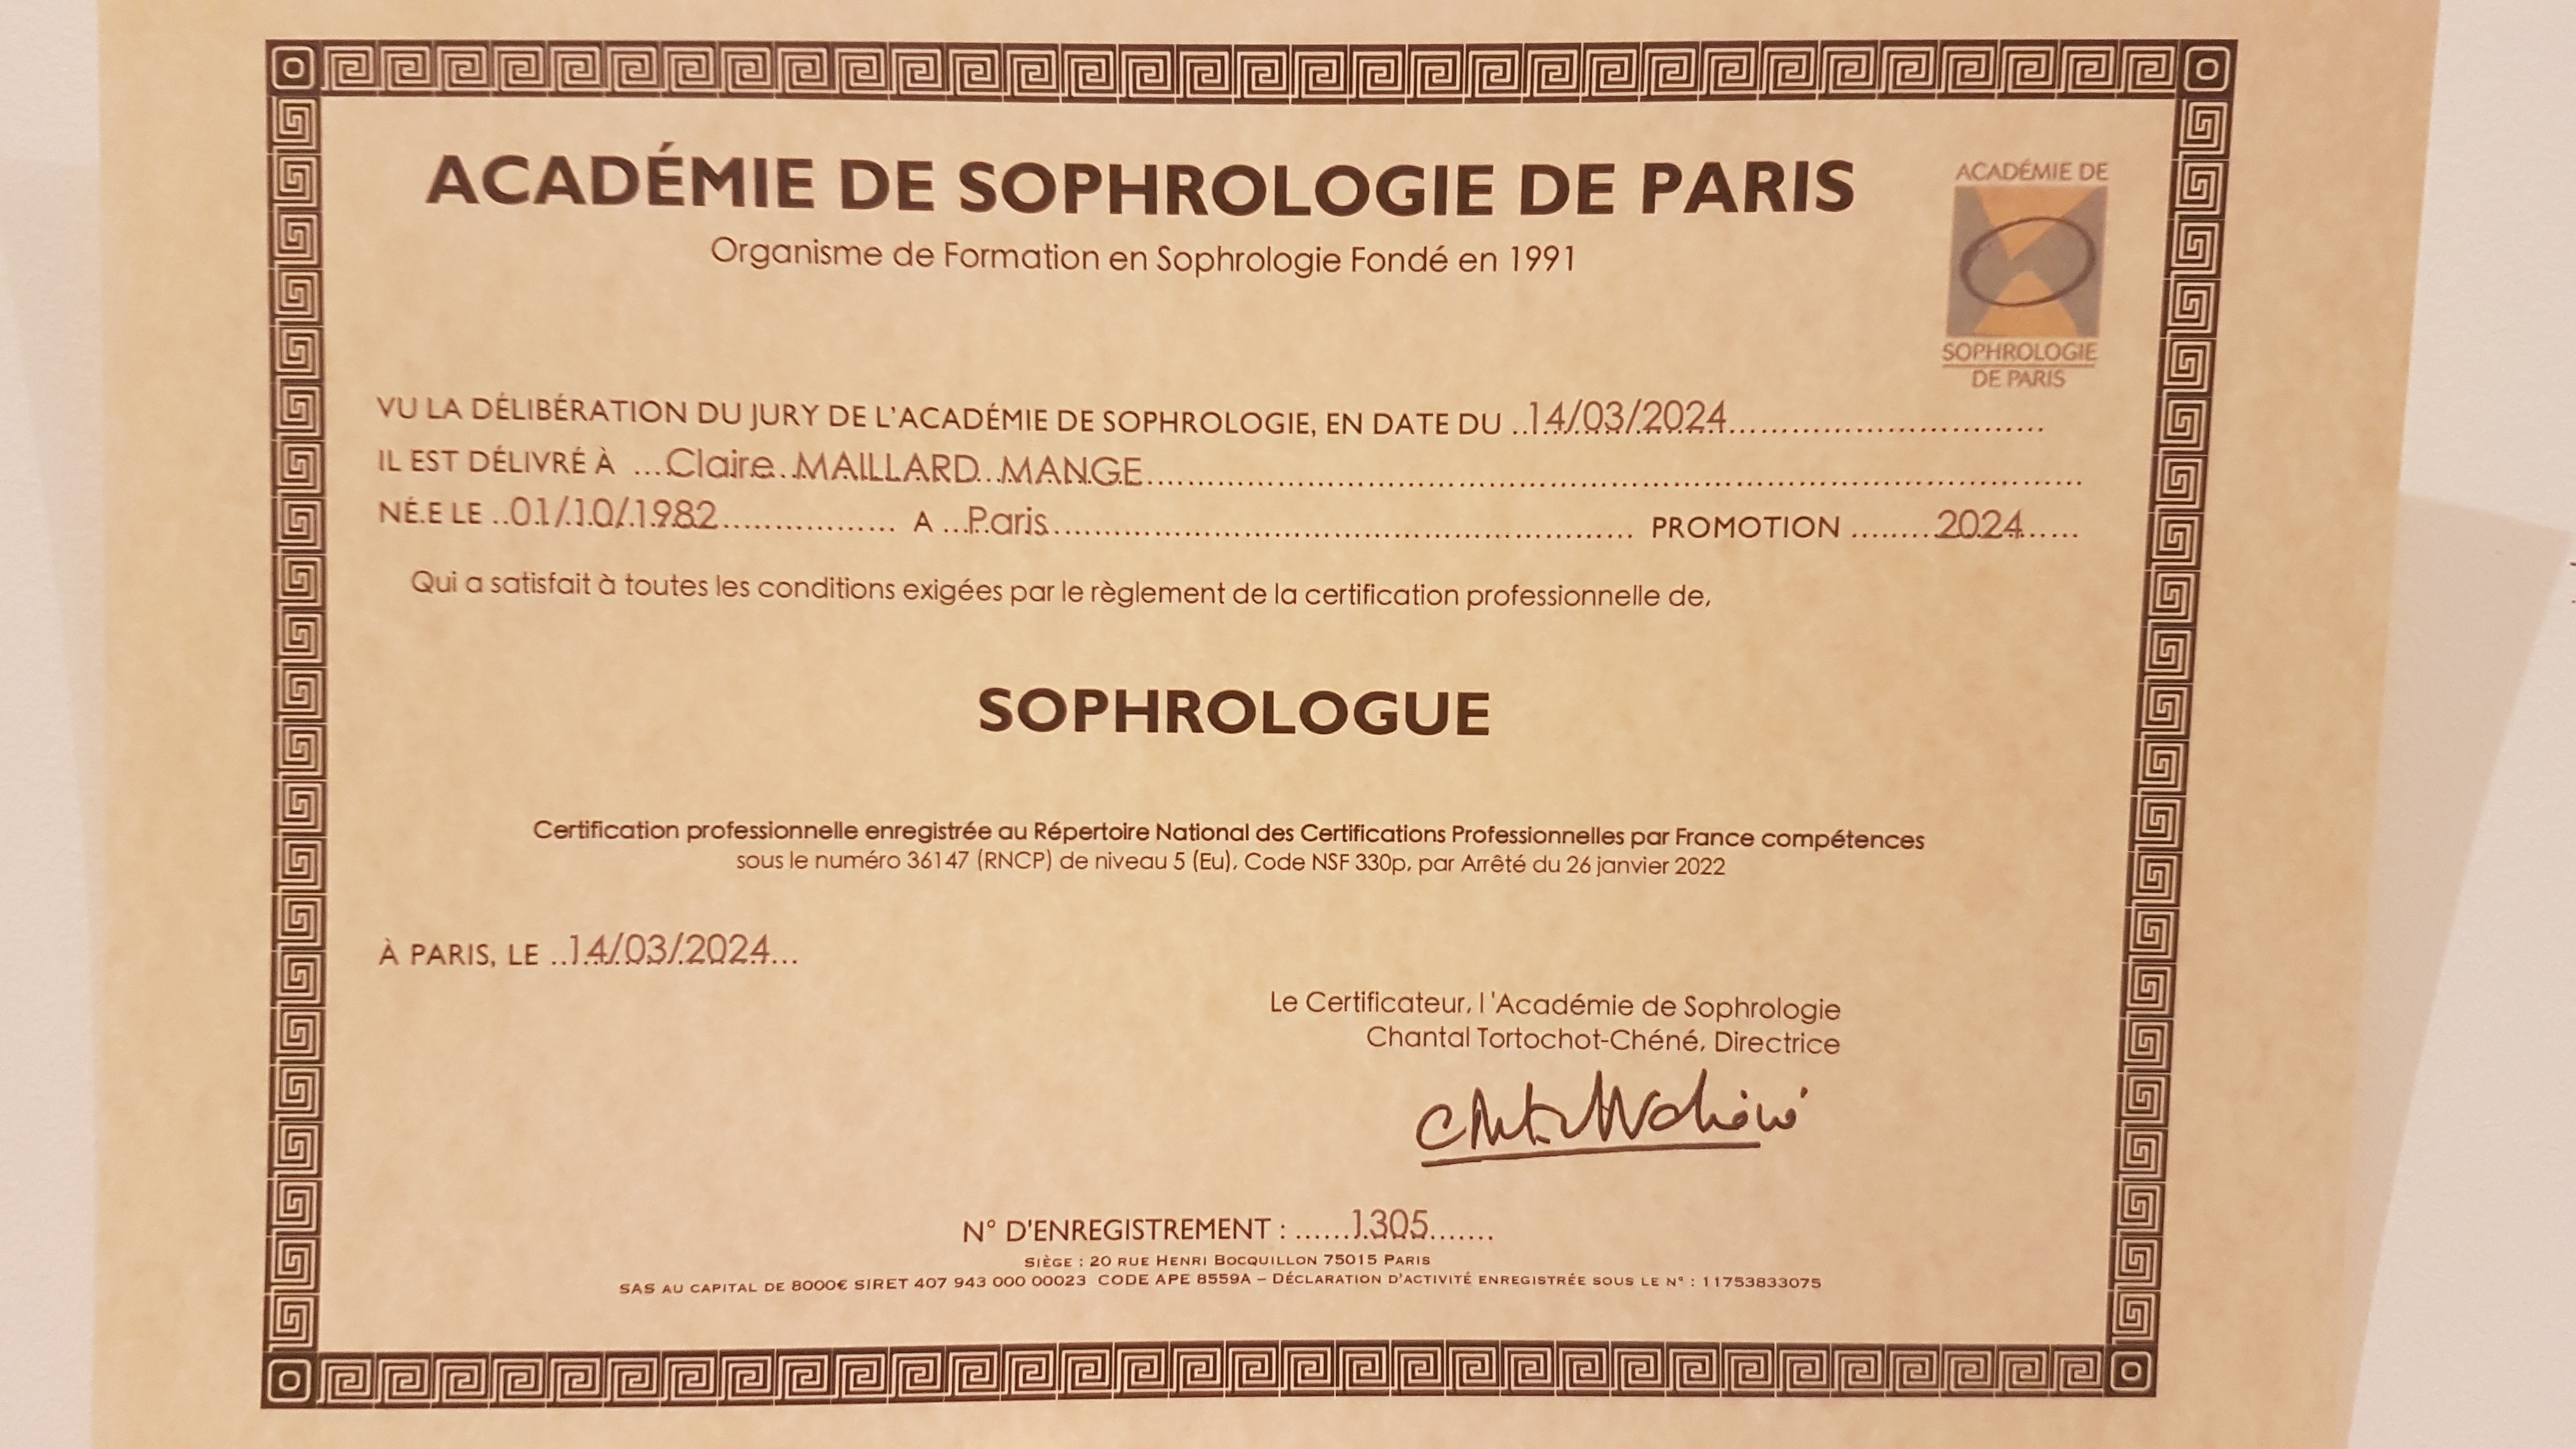 ACADÉMIE DE SOPHROLOGIE DE PARIS
Organisme de Formation en Sophrologie Fondé en 1991
ACADÉMIE DE
SOPHROLOGIE
DE PARIS
VU LA DÉLIBÉRATION DU JURY DE L'ACADÉMIE DE SOPHROLOGIE, EN DATE DU ..14/03/2024..............................
IL EST DÉLIVRÉ À ...Claire..MAILLARD...MANGE..........................................................................................
NÉ.E LE ..01/10/1982.................. A ...Paris............................................................. PROMOTION ........2024......
Qui a satisfait à toutes les conditions exigées par le règlement de la certification professionnelle de,
SOPHROLOGUE
Certification professionnelle enregistrée au Répertoire National des Certifications Professionnelles par France compétences
sous le numéro 36147 (RNCP) de niveau 5 (Eu), Code NSF 330p, par Arrêté du 26 janvier 2022
À PARIS, LE ..14/03/2024...
Le Certificateur, l 'Académie de Sophrologie
Chantal Tortochot-Chéné, Directrice
N° D'ENREGISTREMENT : ......1305.......
SIÈGE : 20 RUE HENRI BOCQUILLON 75015 PARIS
SAS AU CAPITAL DE 8000€ SIRET 407 943 000 00023 CODE APE 8559A – DÉCLARATION D'ACTIVITÉ ENREGISTRÉE SOUS LE N° : 11753833075